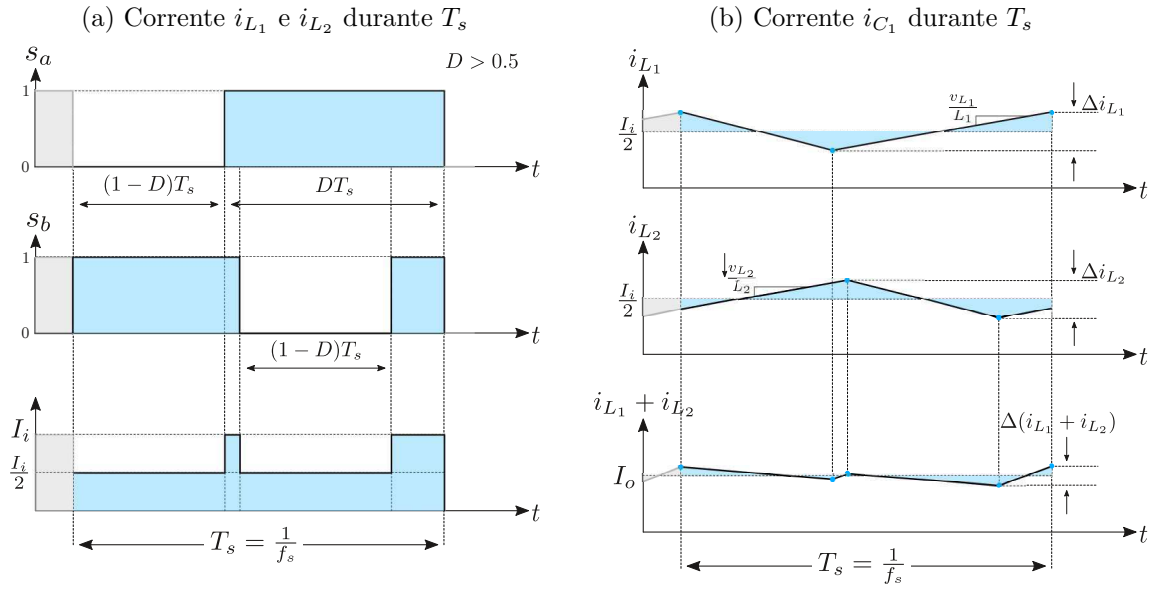 (a) Corrente i_{L_1} e i_{L_2} durante T_s
s_a
D > 0.5
1
0
t
(1 − D)T_s
DT_s
s_b
1
0
t
(1 − D)T_s
I_i
I_i/2
t
T_s = 1/f_s
(b) Corrente i_{C_1} durante T_s
i_{L_1}
v_{L_1}/L_1
Δi_{L_1}
I_i/2
t
i_{L_2}
v_{L_2}/L_2
Δi_{L_2}
I_i/2
t
i_{L_1} + i_{L_2}
Δ(i_{L_1} + i_{L_2})
I_o
t
T_s = 1/f_s